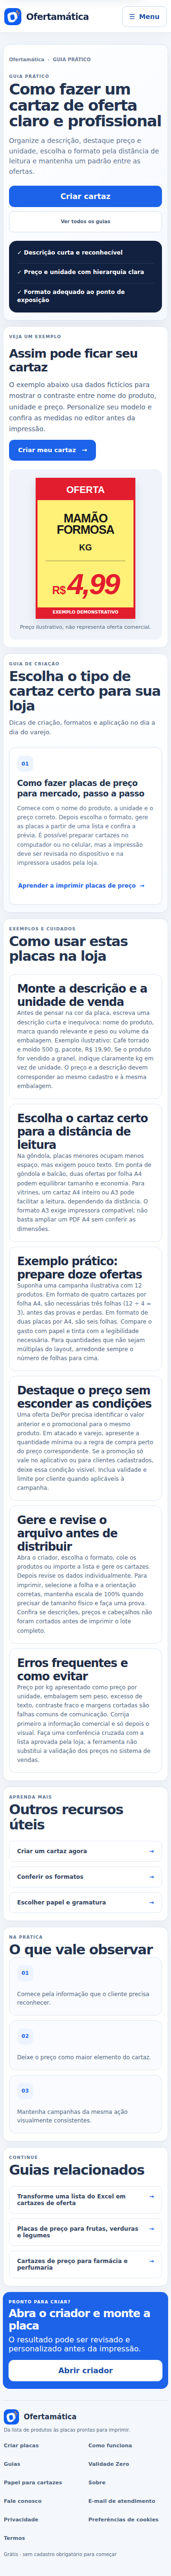 Ofertamática
☰ Menu
Ofertamática · GUIA PRÁTICO
GUIA PRÁTICO
Como fazer um
cartaz de oferta
claro e profissional
Organize a descrição, destaque preço e
unidade, escolha o formato pela distância de
leitura e mantenha um padrão entre as
ofertas.
Criar cartaz
Ver todos os guias
✓ Descrição curta e reconhecível
✓ Preço e unidade com hierarquia clara
✓ Formato adequado ao ponto de
exposição
VEJA UM EXEMPLO
Assim pode ficar seu
cartaz
O exemplo abaixo usa dados fictícios para
mostrar o contraste entre nome do produto,
unidade e preço. Personalize seu modelo e
confira as medidas no editor antes da
impressão.
Criar meu cartaz →
OFERTA
MAMÃO
FORMOSA
KG
R$4,99
EXEMPLO DEMONSTRATIVO
Preço ilustrativo, não representa oferta comercial.
GUIA DE CRIAÇÃO
Escolha o tipo de
cartaz certo para sua
loja
Dicas de criação, formatos e aplicação no dia a
dia do varejo.
01
Como fazer placas de preço
para mercado, passo a passo
Comece com o nome do produto, a unidade e o
preço correto. Depois escolha o formato, gere
as placas a partir de uma lista e confira a
prévia. É possível preparar cartazes no
computador ou no celular, mas a impressão
deve ser revisada no dispositivo e na
impressora usados pela loja.
Aprender a imprimir placas de preço →
EXEMPLOS E CUIDADOS
Como usar estas
placas na loja
Monte a descrição e a
unidade de venda
Antes de pensar na cor da placa, escreva uma
descrição curta e inequívoca: nome do produto,
marca quando relevante e peso ou volume da
embalagem. Exemplo ilustrativo: Café torrado
e moído 500 g, pacote, R$ 19,90. Se o produto
for vendido a granel, indique claramente kg em
vez de unidade. O preço e a descrição devem
corresponder ao mesmo cadastro e à mesma
embalagem.
Escolha o cartaz certo
para a distância de
leitura
Na gôndola, placas menores ocupam menos
espaço, mas exigem pouco texto. Em ponta de
gôndola e balcão, duas ofertas por folha A4
podem equilibrar tamanho e economia. Para
vitrines, um cartaz A4 inteiro ou A3 pode
facilitar a leitura, dependendo da distância. O
formato A3 exige impressora compatível; não
basta ampliar um PDF A4 sem conferir as
dimensões.
Exemplo prático:
prepare doze ofertas
Suponha uma campanha ilustrativa com 12
produtos. Em formato de quatro cartazes por
folha A4, são necessárias três folhas (12 ÷ 4 =
3), antes das provas e perdas. Em formato de
duas placas por A4, são seis folhas. Compare o
gasto com papel e tinta com a legibilidade
necessária. Para quantidades que não sejam
múltiplas do layout, arredonde sempre o
número de folhas para cima.
Destaque o preço sem
esconder as condições
Uma oferta De/Por precisa identificar o valor
anterior e o promocional para o mesmo
produto. Em atacado e varejo, apresente a
quantidade mínima ou a regra de compra perto
do preço correspondente. Se a promoção só
vale no aplicativo ou para clientes cadastrados,
deixe essa condição visível. Inclua validade e
limite por cliente quando aplicáveis à
campanha.
Gere e revise o
arquivo antes de
distribuir
Abra o criador, escolha o formato, cole os
produtos ou importe a lista e gere os cartazes.
Depois revise os dados individualmente. Para
imprimir, selecione a folha e a orientação
corretas, mantenha escala de 100% quando
precisar de tamanho físico e faça uma prova.
Confira se descrições, preços e cabeçalhos não
foram cortados antes de imprimir o lote
completo.
Erros frequentes e
como evitar
Preço por kg apresentado como preço por
unidade, embalagem sem peso, excesso de
texto, contraste fraco e margens cortadas são
falhas comuns de comunicação. Corrija
primeiro a informação comercial e só depois o
visual. Faça uma conferência cruzada com a
lista aprovada pela loja; a ferramenta não
substitui a validação dos preços no sistema de
vendas.
APRENDA MAIS
Outros recursos
úteis
Criar um cartaz agora →
Conferir os formatos →
Escolher papel e gramatura →
NA PRÁTICA
O que vale observar
01
Comece pela informação que o cliente precisa
reconhecer.
02
Deixe o preço como maior elemento do cartaz.
03
Mantenha campanhas da mesma ação
visualmente consistentes.
CONTINUE
Guias relacionados
Transforme uma lista do Excel em
cartazes de oferta →
Placas de preço para frutas, verduras
e legumes →
Cartazes de preço para farmácia e
perfumaria →
PRONTO PARA CRIAR?
Abra o criador e monte a
placa
O resultado pode ser revisado e
personalizado antes da impressão.
Abrir criador
Ofertamática
Da lista de produtos às placas prontas para imprimir.
Criar placas
Como funciona
Guias
Validade Zero
Papel para cartazes
Sobre
Fale conosco
E-mail de atendimento
Privacidade
Preferências de cookies
Termos
Grátis · sem cadastro obrigatório para começar